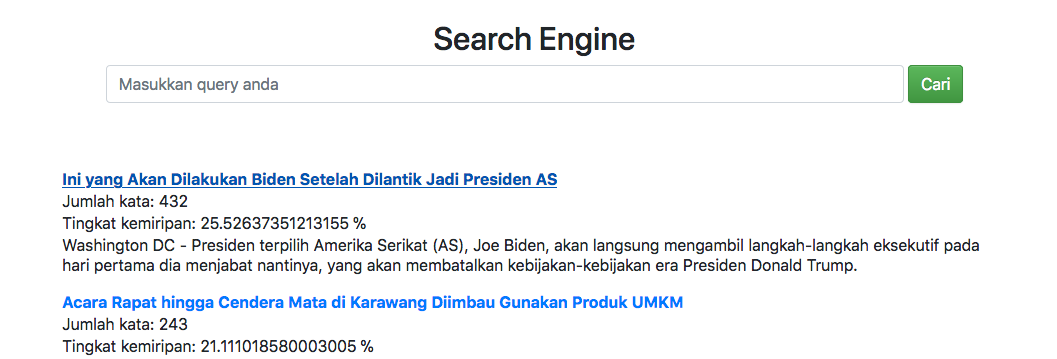 Search Engine
Masukkan query anda
Cari
Ini yang Akan Dilakukan Biden Setelah Dilantik Jadi Presiden AS
Jumlah kata: 432
Tingkat kemiripan: 25.52637351213155 %
Washington DC - Presiden terpilih Amerika Serikat (AS), Joe Biden, akan langsung mengambil langkah-langkah eksekutif pada
hari pertama dia menjabat nantinya, yang akan membatalkan kebijakan-kebijakan era Presiden Donald Trump.
Acara Rapat hingga Cendera Mata di Karawang Diimbau Gunakan Produk UMKM
Jumlah kata: 243
Tingkat kemiripan: 21.111018580003005 %